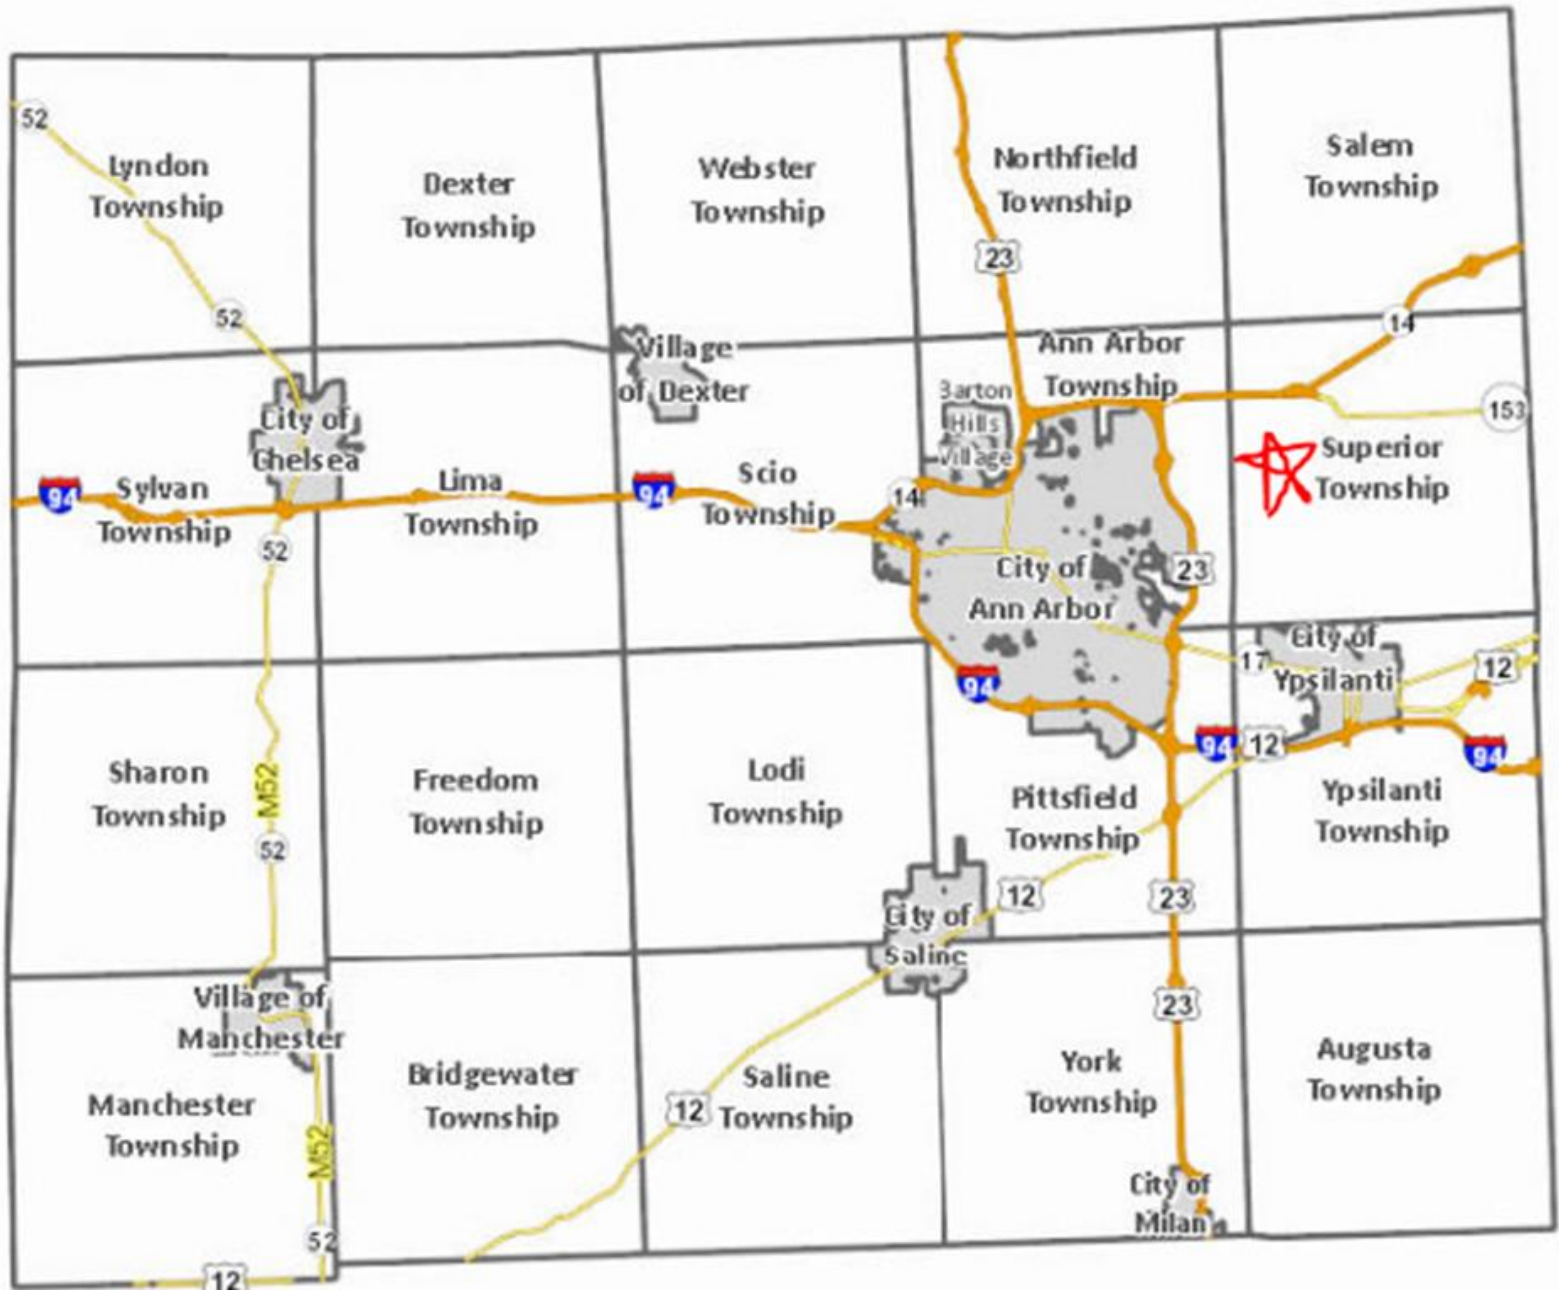 52
Lyndon
Township
Dexter
Township
Webster
Township
Northfield
Township
Salem
Township
23
52
14
Village
of Dexter
Ann Arbor
Township
Barton
Hills
Village
153
City of
Chelsea
Superior
Township
94
Sylvan
Township
Lima
Township
94
Scio
Township
14
52
City of
Ann Arbor
23
City of
Ypsilanti
17
12
94
94
12
94
Sharon
Township
M52
52
Freedom
Township
Lodi
Township
Pittsfield
Township
Ypsilanti
Township
12
23
City of
Saline
Village of
Manchester
23
Manchester
Township
M52
Bridgewater
Township
12
Saline
Township
York
Township
Augusta
Township
City of
Milan
52
12